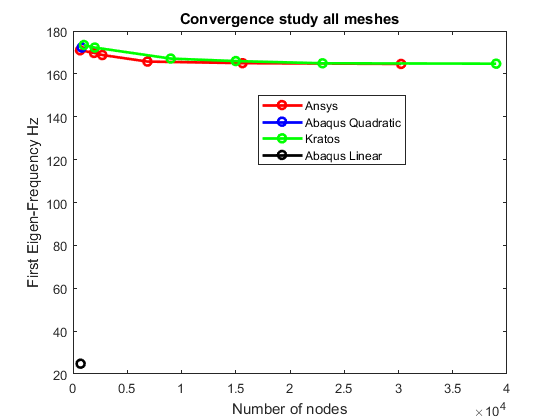 Convergence study all meshes
First Eigen-Frequency Hz
180
160
140
120
100
80
60
40
20
Ansys
Abaqus Quadratic
Kratos
Abaqus Linear
0 0.5 1 1.5 2 2.5 3 3.5 4
×10^4
Number of nodes